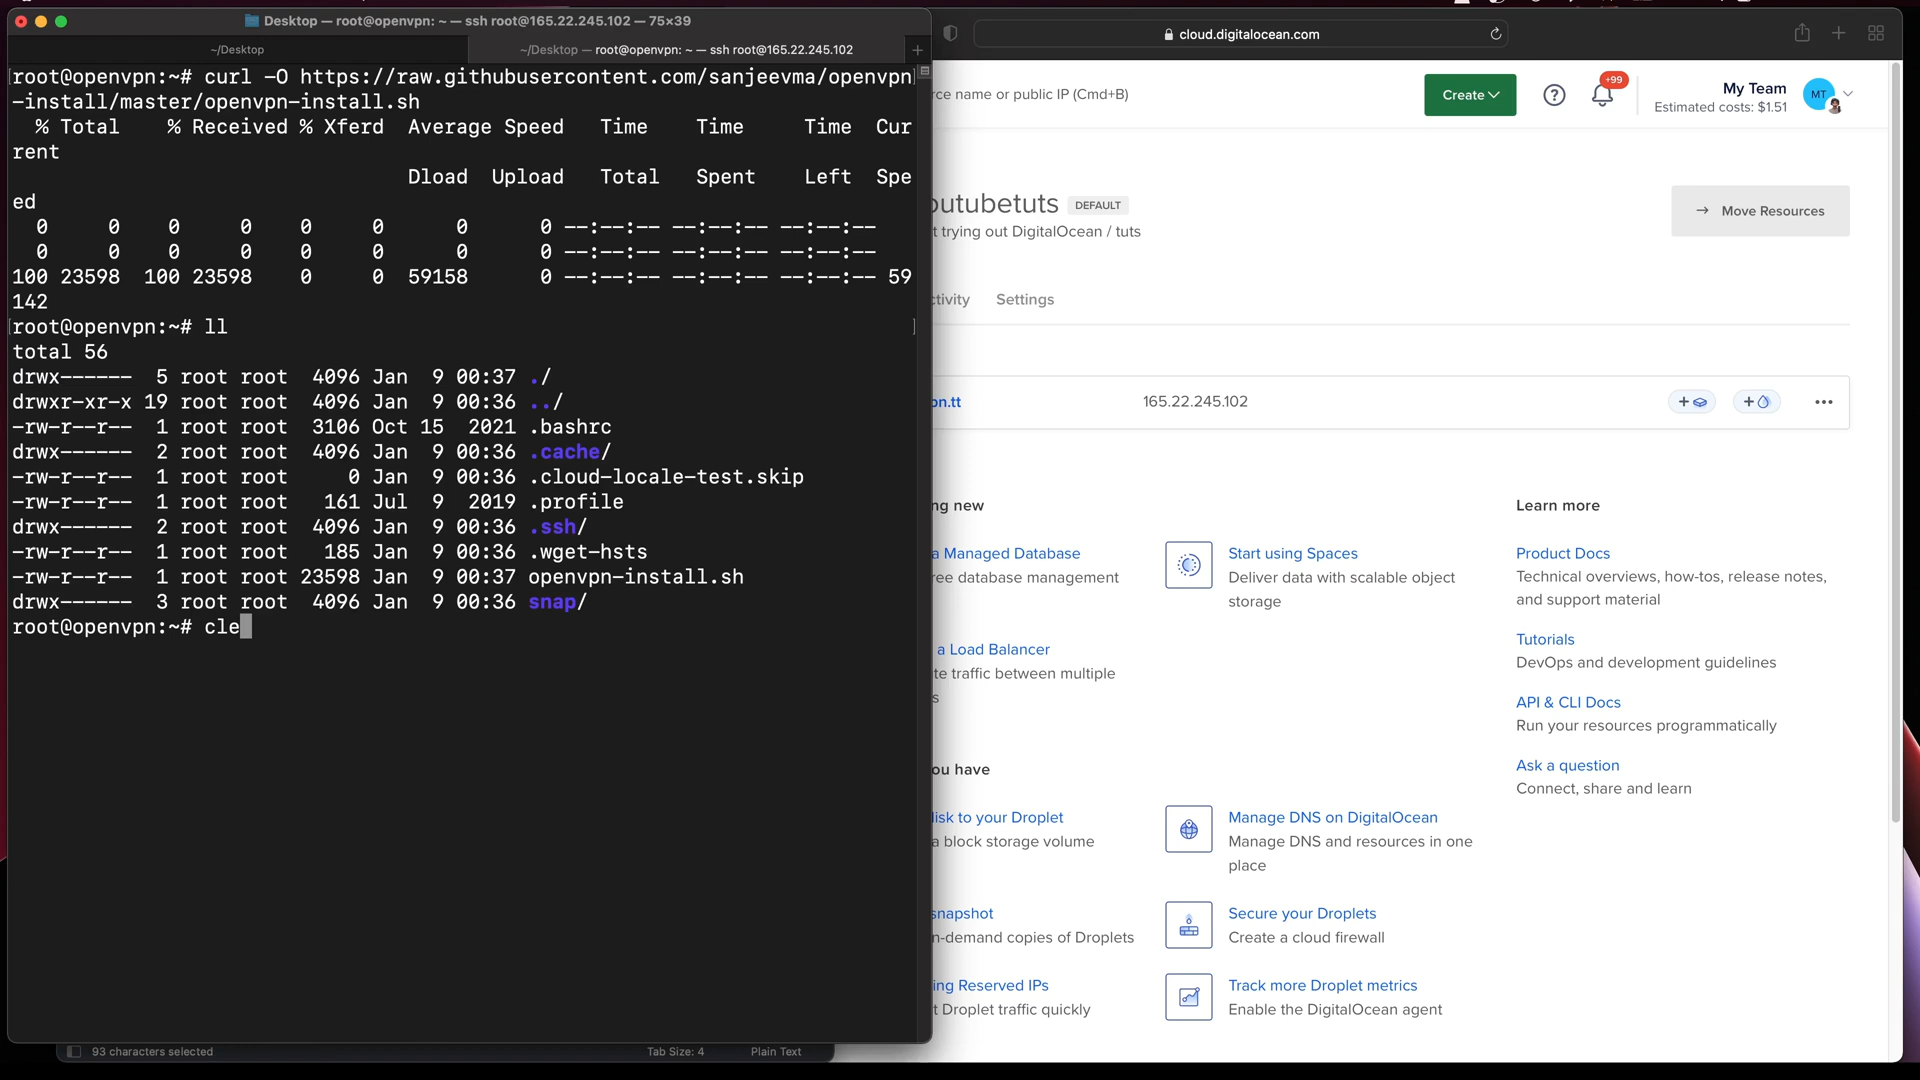 Desktop — root@openvpn: ~ — ssh root@165.22.245.102 — 75×39
~/Desktop
~/Desktop — root@openvpn: ~ — ssh root@165.22.245.102
root@openvpn:~# curl -O https://raw.githubusercontent.com/sanjeevma/openvpn
-install/master/openvpn-install.sh
% Total % Received % Xferd Average Speed Time Time Time Cur
rent
Dload Upload Total Spent Left Spe
ed
0 0 0 0 0 0 0 0 --:--:-- --:--:-- --:--:--
0 0 0 0 0 0 0 0 --:--:-- --:--:-- --:--:--
100 23598 100 23598 0 0 59158 0 --:--:-- --:--:-- --:--:-- 59
142
root@openvpn:~# ll
total 56
drwx------ 5 root root 4096 Jan 9 00:37 ./
drwxr-xr-x 19 root root 4096 Jan 9 00:36 ../
-rw-r--r-- 1 root root 3106 Oct 15 2021 .bashrc
drwx------ 2 root root 4096 Jan 9 00:36 .cache/
-rw-r--r-- 1 root root 0 Jan 9 00:36 .cloud-locale-test.skip
-rw-r--r-- 1 root root 161 Jul 9 2019 .profile
drwx------ 2 root root 4096 Jan 9 00:36 .ssh/
-rw-r--r-- 1 root root 185 Jan 9 00:36 .wget-hsts
-rw-r--r-- 1 root root 23598 Jan 9 00:37 openvpn-install.sh
drwx------ 3 root root 4096 Jan 9 00:36 snap/
root@openvpn:~# cle
93 characters selected
Tab Size: 4
Plain Text
cloud.digitalocean.com
rce name or public IP (Cmd+B)
Create
+99
My Team
Estimated costs: $1.51
MT
outubetuts
DEFAULT
t trying out DigitalOcean / tuts
→ Move Resources
ctivity
Settings
on.tt
165.22.245.102
ng new
a Managed Database
ree database management
Start using Spaces
Deliver data with scalable object
storage
a Load Balancer
te traffic between multiple
s
ou have
disk to your Droplet
a block storage volume
Manage DNS on DigitalOcean
Manage DNS and resources in one
place
snapshot
n-demand copies of Droplets
Secure your Droplets
Create a cloud firewall
ing Reserved IPs
t Droplet traffic quickly
Track more Droplet metrics
Enable the DigitalOcean agent
Learn more
Product Docs
Technical overviews, how-tos, release notes,
and support material
Tutorials
DevOps and development guidelines
API & CLI Docs
Run your resources programmatically
Ask a question
Connect, share and learn